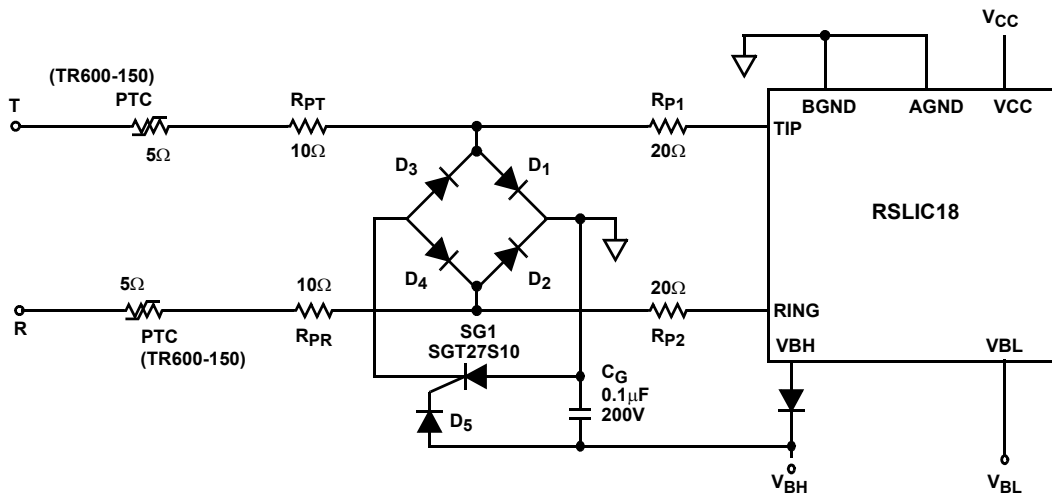 (TR600-150)
PTC
T
5Ω
RPT
10Ω
RP1
20Ω
VCC
BGND
AGND
VCC
TIP
RSLIC18
D3
D1
D4
D2
5Ω
R
PTC
(TR600-150)
10Ω
RPR
20Ω
RP2
RING
VBH
VBL
SG1
SGT27S10
CG
0.1μF
200V
D5
VBH
VBL